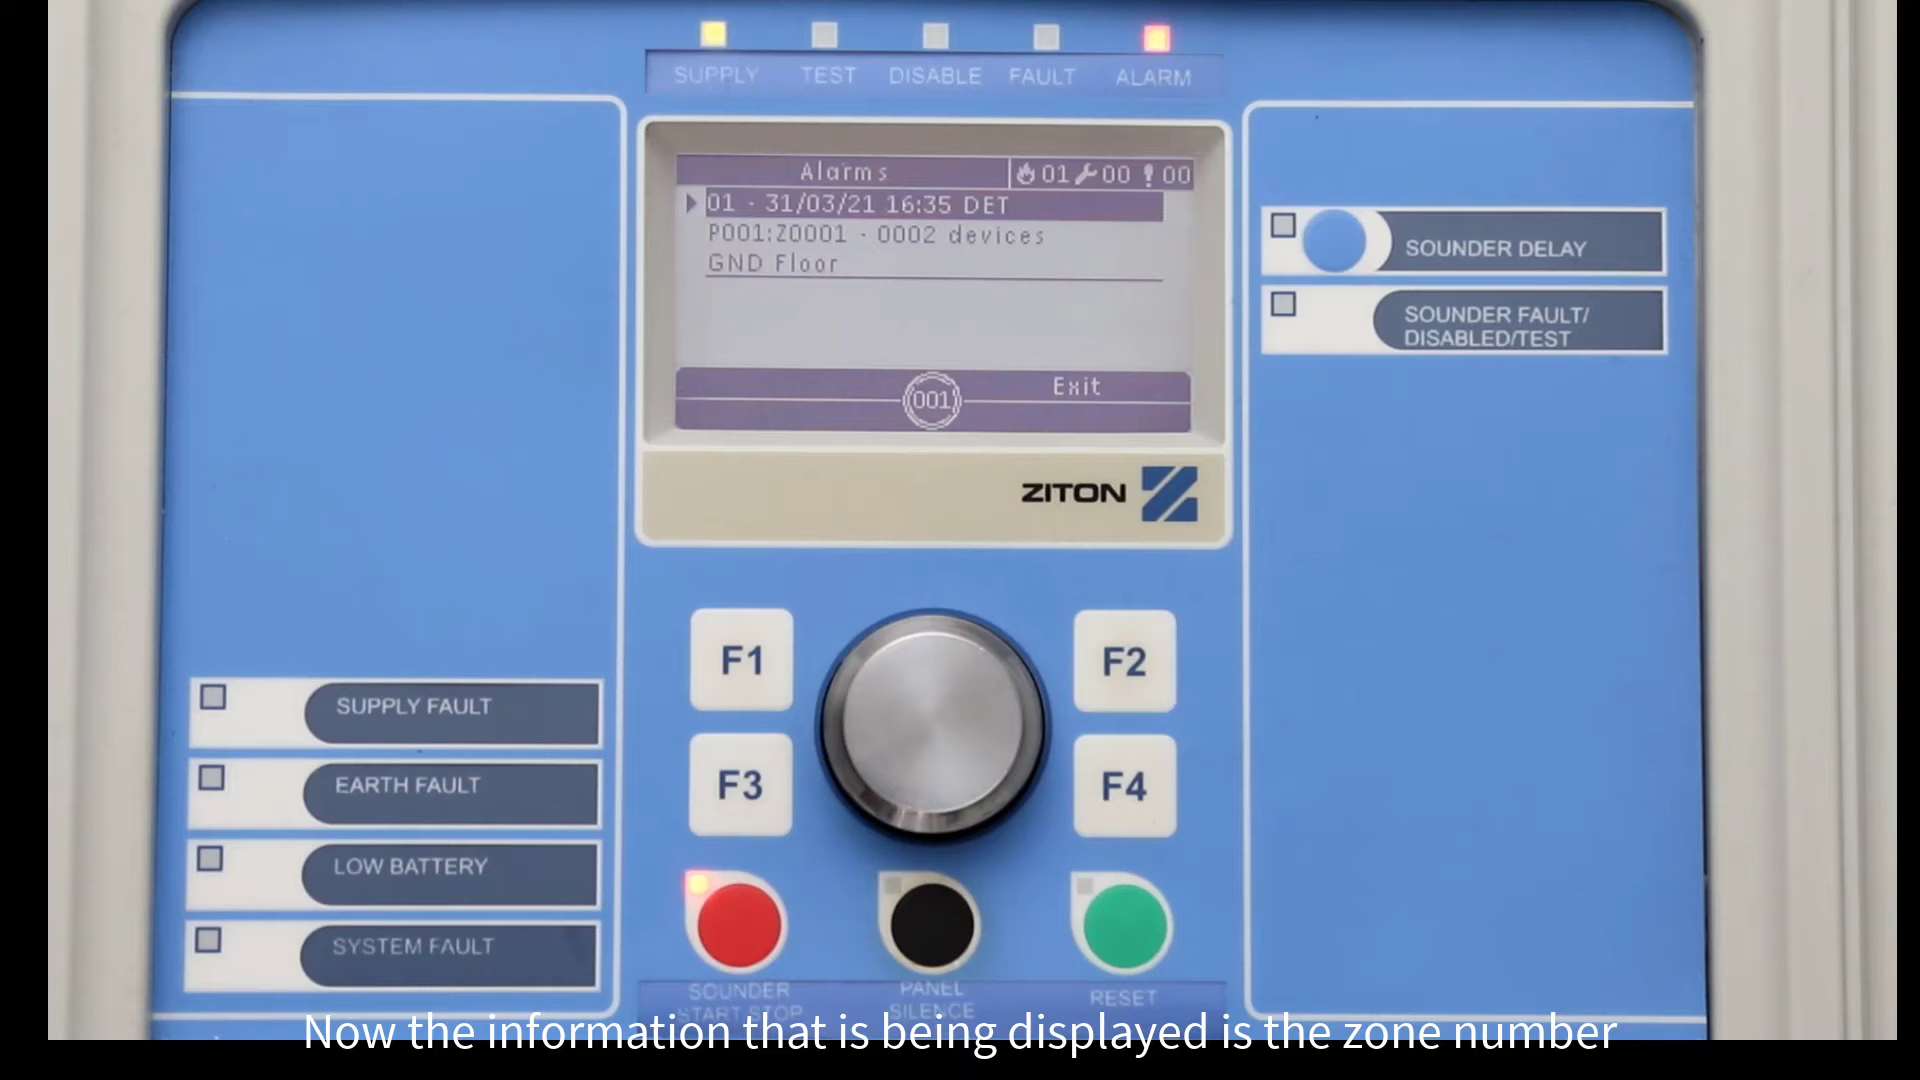 SUPPLY TEST DISABLE FAULT ALARM
Alarms 01 00 00
01 - 31/03/21 16:35 DET
P001:Z0001 - 0002 devices
GND Floor
Exit
001
ZITON
SOUNDER DELAY
SOUNDER FAULT/
DISABLED/TEST
F1 F2
F3 F4
SUPPLY FAULT
EARTH FAULT
LOW BATTERY
SYSTEM FAULT
SOUNDER
START STOP
PANEL
SILENCE
RESET
Now the information that is being displayed is the zone number